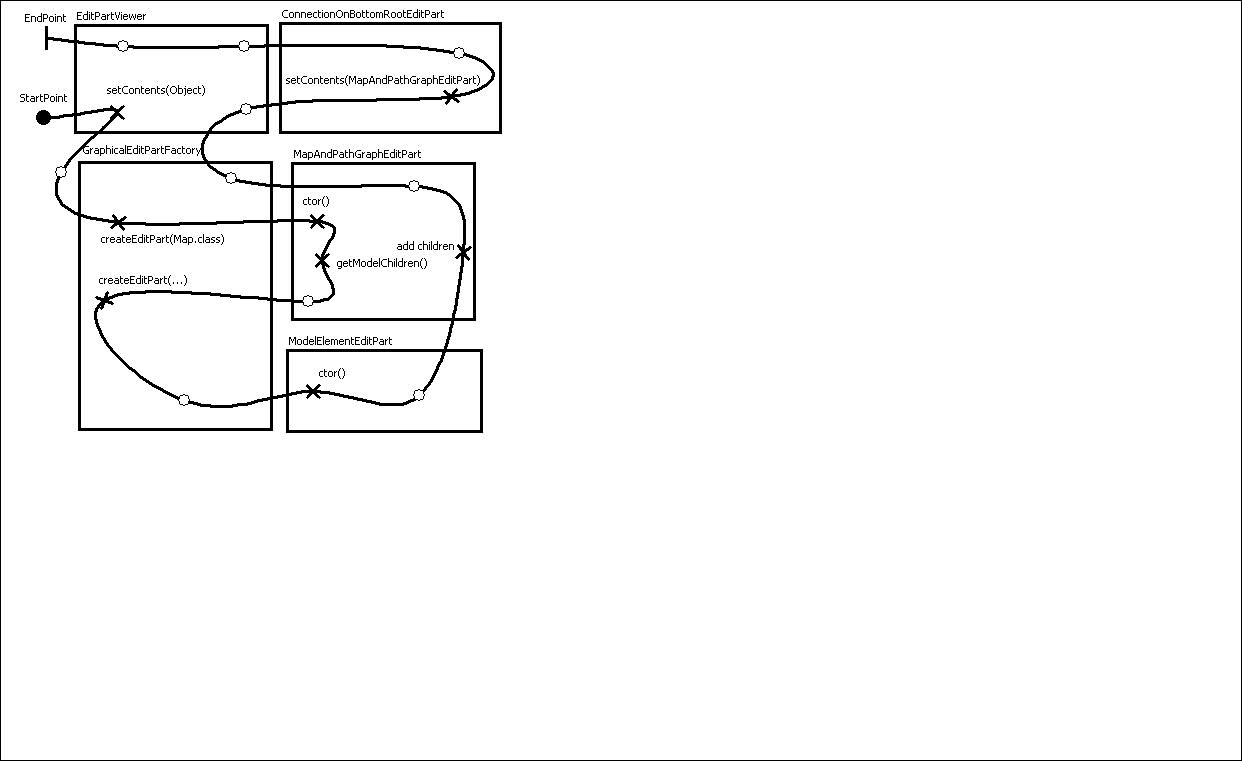 EndPoint
EditPartViewer
ConnectionOnBottomRootEditPart
setContents(MapAndPathGraphEditPart)
setContents(Object)
StartPoint
GraphicalEditPartFactory
MapAndPathGraphEditPart
ctor()
createEditPart(Map.class)
add children
getModelChildren()
createEditPart(...)
ModelElementEditPart
ctor()